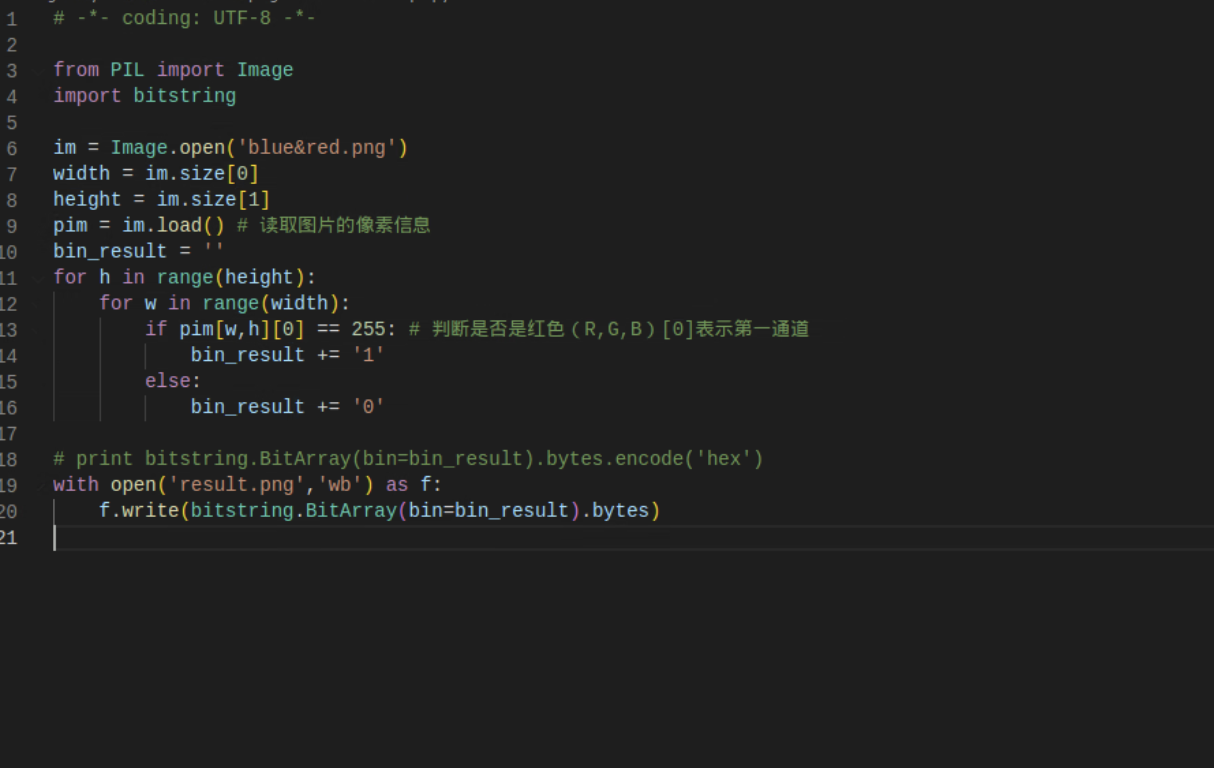 1 # -*- coding: UTF-8 -*-
2
3 from PIL import Image
4 import bitstring
5
6 im = Image.open('blue&red.png')
7 width = im.size[0]
8 height = im.size[1]
9 pim = im.load() # 读取图片的像素信息
10 bin_result = ''
11 for h in range(height):
12     for w in range(width):
13         if pim[w,h][0] == 255: # 判断是否是红色（R,G,B）[0]表示第一通道
14             bin_result += '1'
15         else:
16             bin_result += '0'
17
18 # print bitstring.BitArray(bin=bin_result).bytes.encode('hex')
19 with open('result.png','wb') as f:
20     f.write(bitstring.BitArray(bin=bin_result).bytes)
21